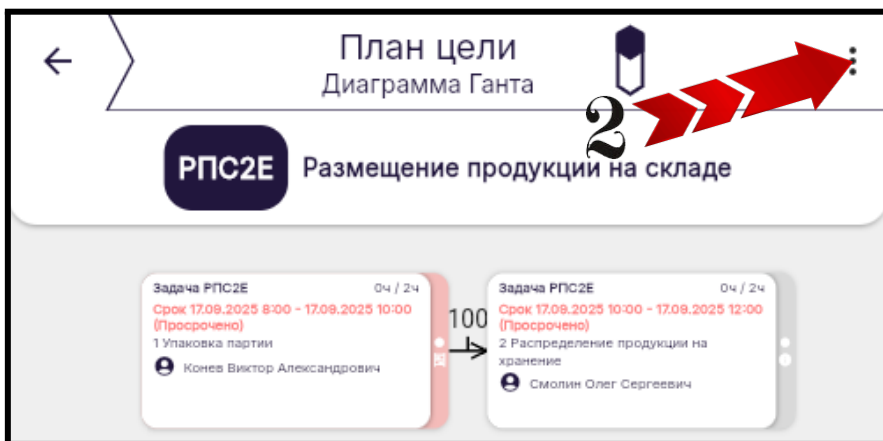 План цели
Диаграмма Ганта
2
РПС2Е Размещение продукции на складе
Задача РПС2Е 0ч / 2ч
Срок 17.09.2025 8:00 - 17.09.2025 10:00
(Просрочено)
1 Упаковка партии
Конев Виктор Александрович
100
Задача РПС2Е 0ч / 2ч
Срок 17.09.2025 10:00 - 17.09.2025 12:00
(Просрочено)
2 Распределение продукции на
хранение
Смолин Олег Сергеевич